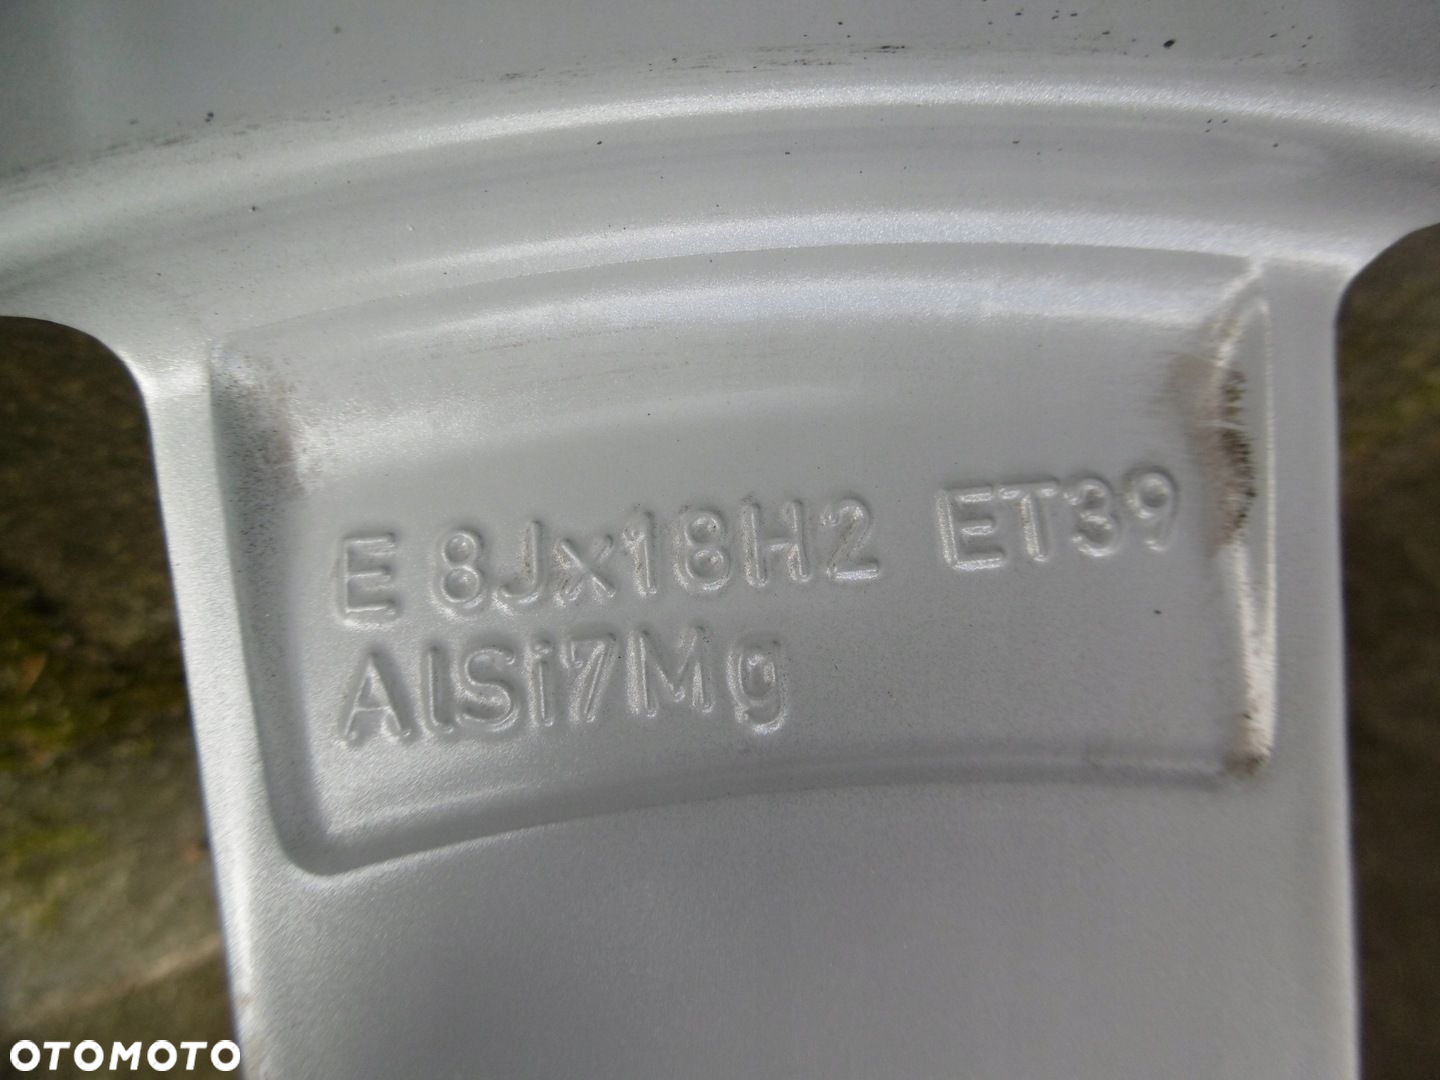 E 8Jx18H2 ET39
AlSi7Mg
OTOMOTO